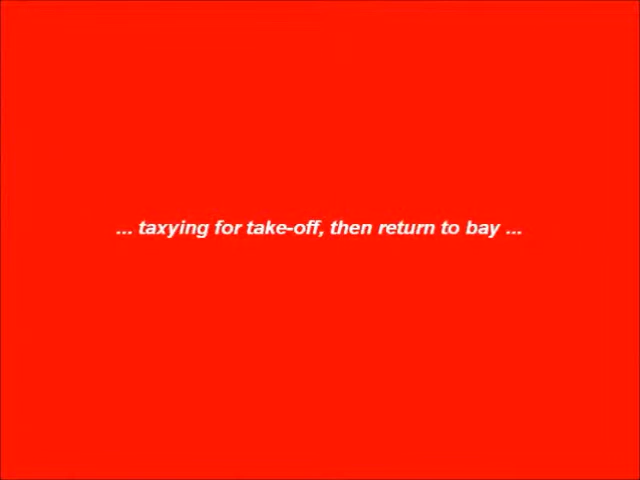 ... taxying for take-off, then return to bay ...